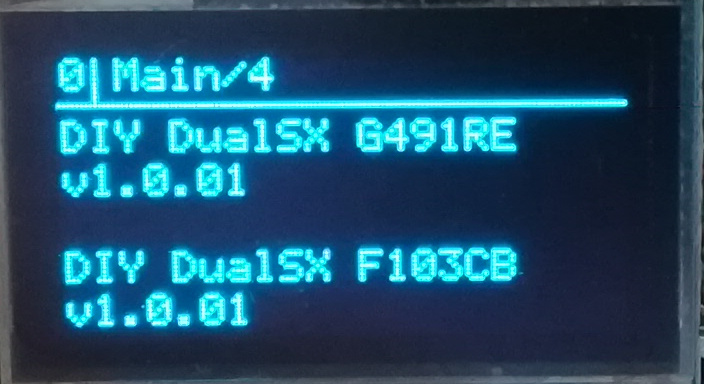 0|Main/4
DIY DualSX G491RE
v1.0.01
DIY DualSX F103CB
v1.0.01